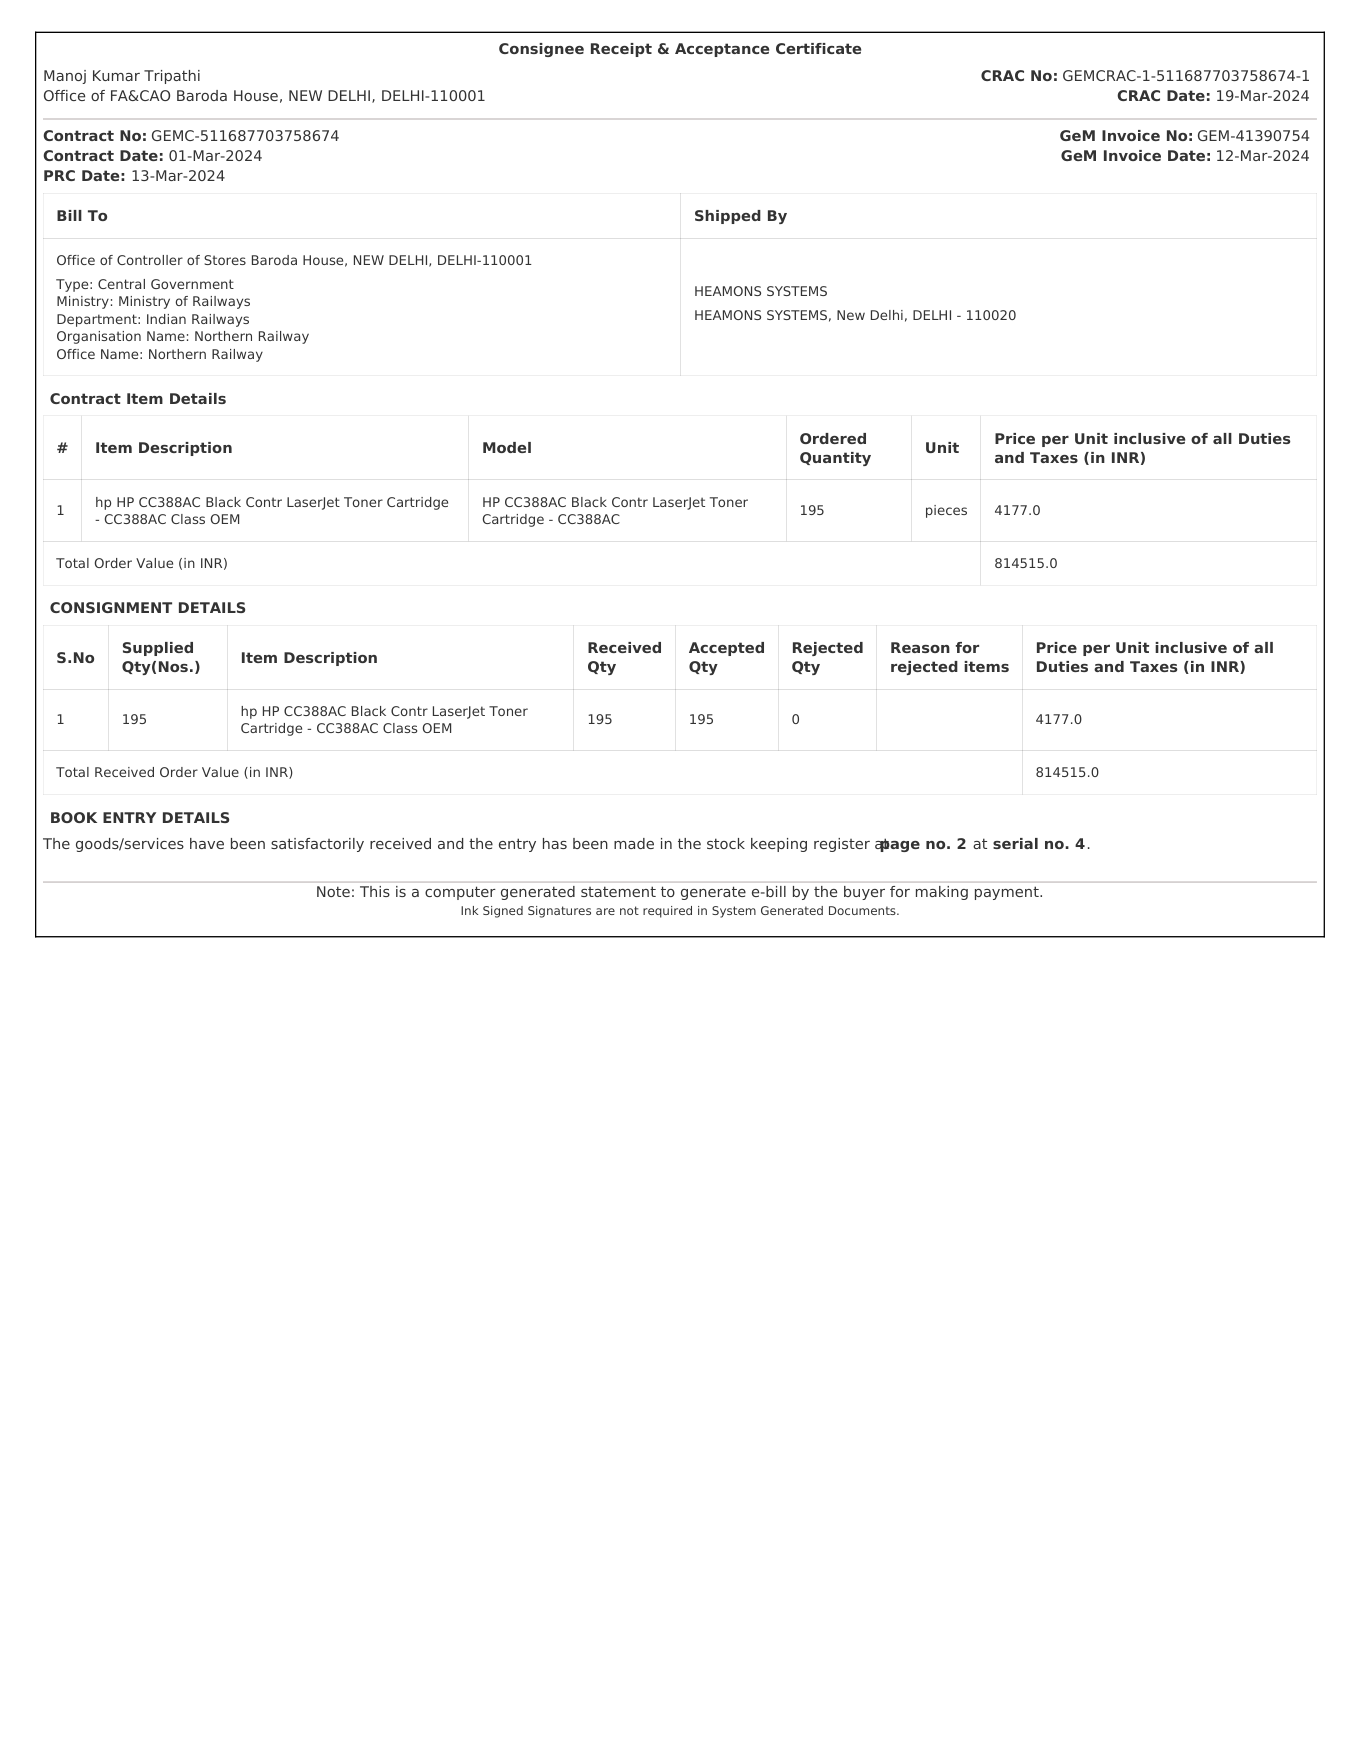 Consignee Receipt & Acceptance Certificate
Manoj Kumar Tripathi
Office of FA&CAO Baroda House, NEW DELHI, DELHI-110001
CRAC No: GEMCRAC-1-511687703758674-1
CRAC Date: 19-Mar-2024
Contract No: GEMC-511687703758674
Contract Date: 01-Mar-2024
PRC Date: 13-Mar-2024
GeM Invoice No: GEM-41390754
GeM Invoice Date: 12-Mar-2024
Bill To
Shipped By
Office of Controller of Stores Baroda House, NEW DELHI, DELHI-110001
Type: Central Government
Ministry: Ministry of Railways
Department: Indian Railways
Organisation Name: Northern Railway
Office Name: Northern Railway
HEAMONS SYSTEMS
HEAMONS SYSTEMS, New Delhi, DELHI - 110020
Contract Item Details
#
Item Description
Model
Ordered
Quantity
Unit
Price per Unit inclusive of all Duties
and Taxes (in INR)
1
hp HP CC388AC Black Contr LaserJet Toner Cartridge
- CC388AC Class OEM
HP CC388AC Black Contr LaserJet Toner
Cartridge - CC388AC
195
pieces
4177.0
Total Order Value (in INR)
814515.0
CONSIGNMENT DETAILS
S.No
Supplied
Qty(Nos.)
Item Description
Received
Qty
Accepted
Qty
Rejected
Qty
Reason for
rejected items
Price per Unit inclusive of all
Duties and Taxes (in INR)
1
195
hp HP CC388AC Black Contr LaserJet Toner
Cartridge - CC388AC Class OEM
195
195
0
4177.0
Total Received Order Value (in INR)
814515.0
BOOK ENTRY DETAILS
The goods/services have been satisfactorily received and the entry has been made in the stock keeping register at page no. 2 at serial no. 4.
Note: This is a computer generated statement to generate e-bill by the buyer for making payment.
Ink Signed Signatures are not required in System Generated Documents.